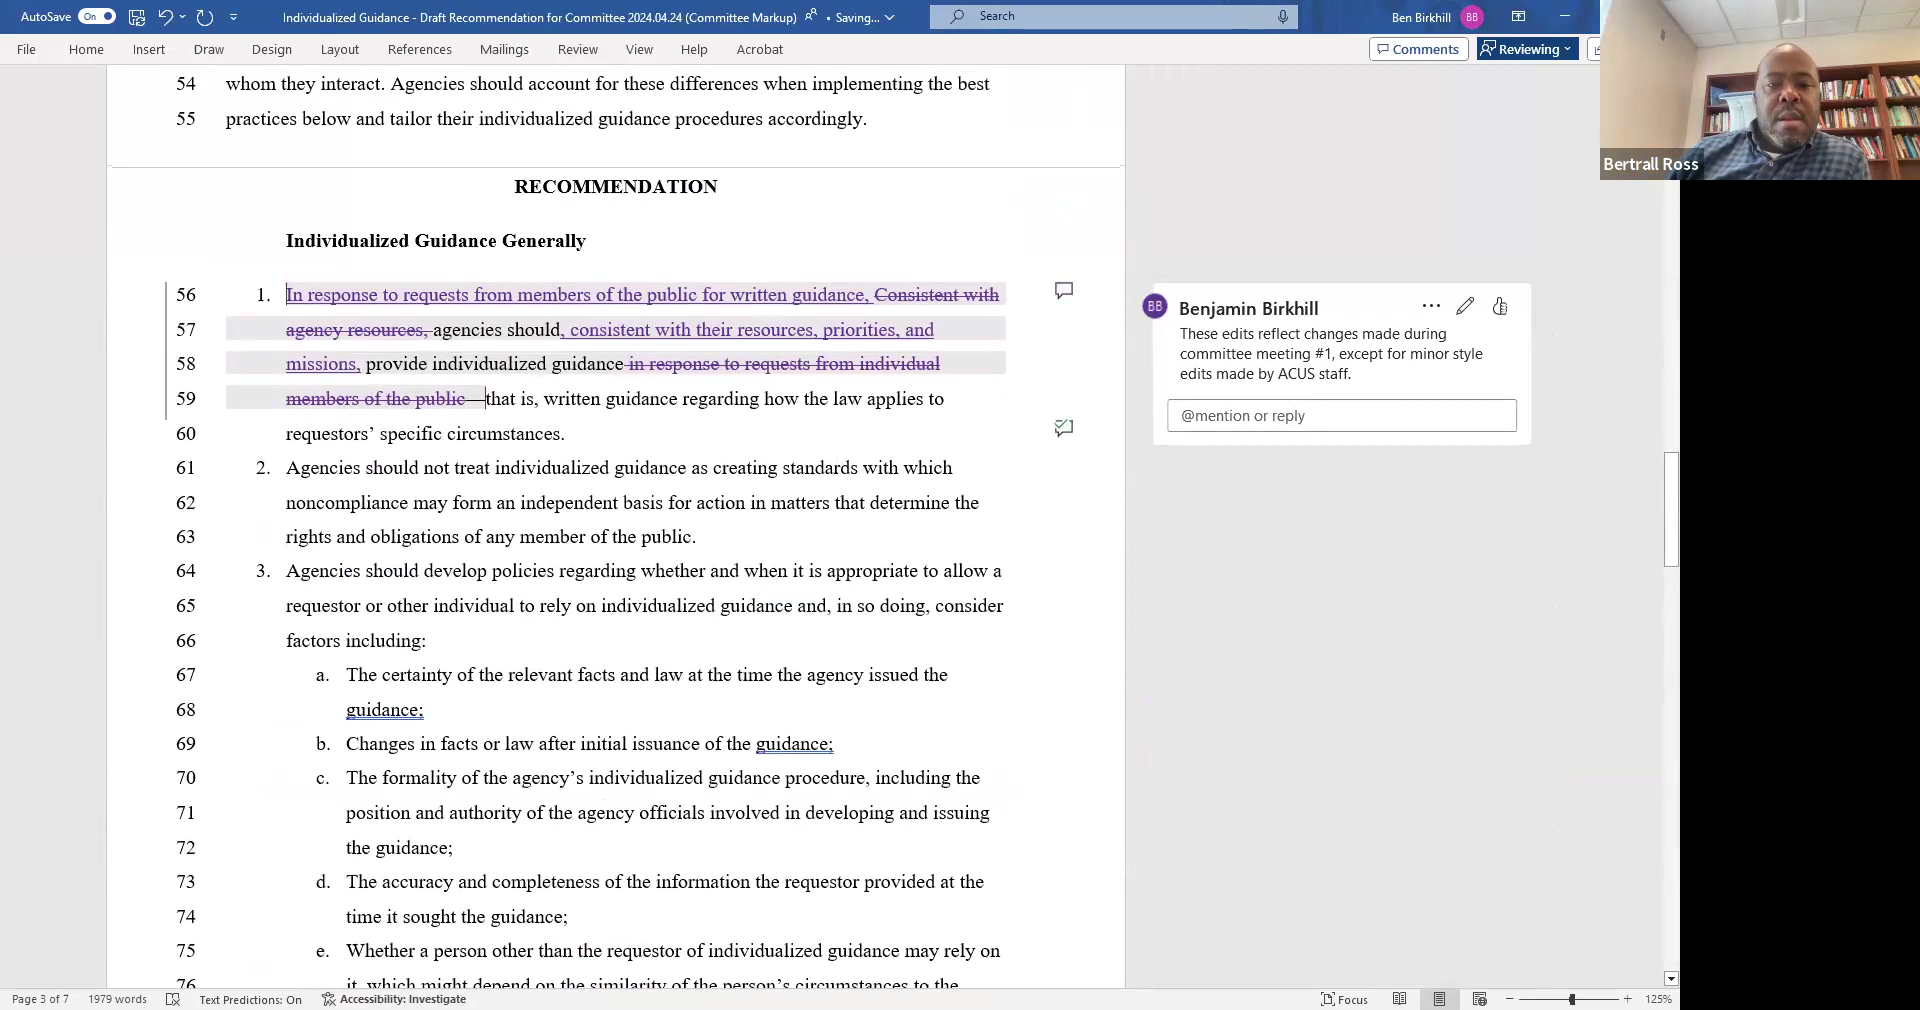 AutoSave On Individualized Guidance - Draft Recommendation for Committee 2024.04.24 (Committee Markup) • Saving... Search Ben Birkhill BB
File Home Insert Draw Design Layout References Mailings Review View Help Acrobat Comments Reviewing
54 whom they interact. Agencies should account for these differences when implementing the best
55 practices below and tailor their individualized guidance procedures accordingly.
Bertrall Ross
RECOMMENDATION
Individualized Guidance Generally
56 1. In response to requests from members of the public for written guidance, Consistent with
57 agency resources, agencies should, consistent with their resources, priorities, and
58 missions, provide individualized guidance in response to requests from individual
59 members of the public—that is, written guidance regarding how the law applies to
60 requestors’ specific circumstances.
BB Benjamin Birkhill ...
These edits reflect changes made during
committee meeting #1, except for minor style
edits made by ACUS staff.
@mention or reply
61 2. Agencies should not treat individualized guidance as creating standards with which
62 noncompliance may form an independent basis for action in matters that determine the
63 rights and obligations of any member of the public.
64 3. Agencies should develop policies regarding whether and when it is appropriate to allow a
65 requestor or other individual to rely on individualized guidance and, in so doing, consider
66 factors including:
67 a. The certainty of the relevant facts and law at the time the agency issued the
68 guidance;
69 b. Changes in facts or law after initial issuance of the guidance;
70 c. The formality of the agency’s individualized guidance procedure, including the
71 position and authority of the agency officials involved in developing and issuing
72 the guidance;
73 d. The accuracy and completeness of the information the requestor provided at the
74 time it sought the guidance;
75 e. Whether a person other than the requestor of individualized guidance may rely on
76 it, which might depend on the similarity of the person’s circumstances to the
Page 3 of 7 1979 words Text Predictions: On Accessibility: Investigate Focus 125%